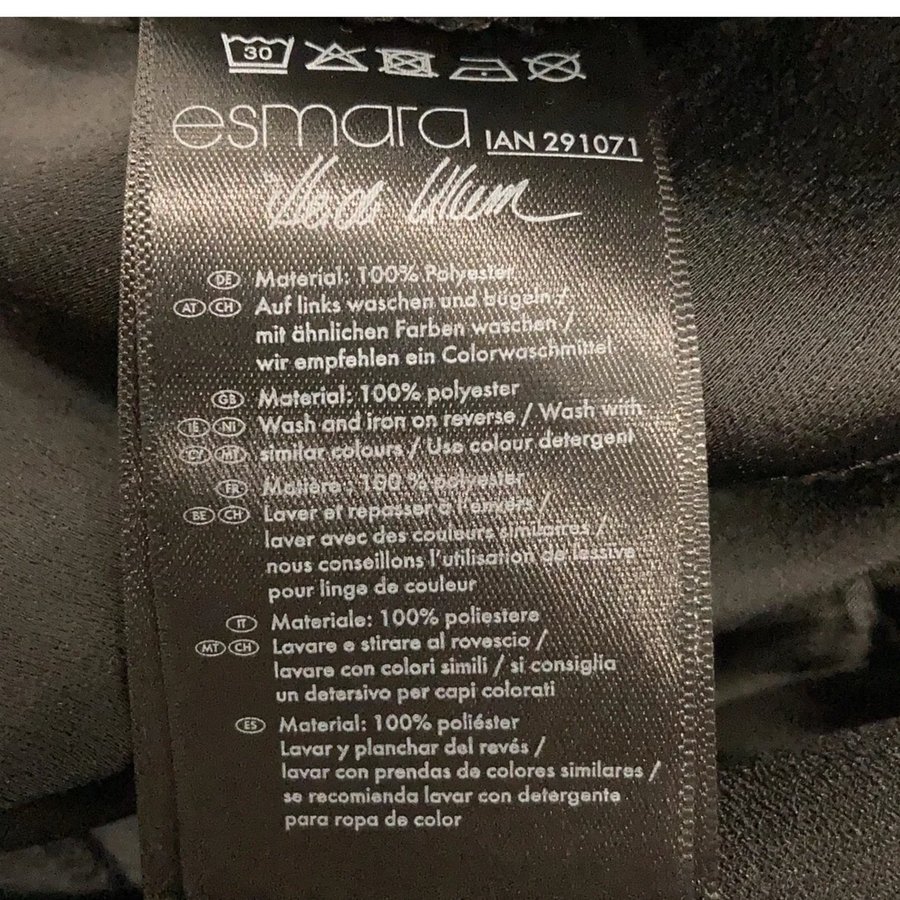 30
esmara IAN 291071
DE Material: 100% Polyester
AT CH Auf links waschen und bügeln /
mit ähnlichen Farben waschen /
wir empfehlen ein Colorwaschmittel
GB Material: 100% polyester
IE NI Wash and iron on reverse / Wash with
CY MT similar colours / Use colour detergent
FR Matière: 100 % polyester
BE CH Laver et repasser à l'envers /
laver avec des couleurs similaires /
nous conseillons l'utilisation de lessive
pour linge de couleur
IT Materiale: 100% poliestere
MT CH Lavare e stirare al rovescio /
lavare con colori simili / si consiglia
un detersivo per capi colorati
ES Material: 100% poliéster
Lavar y planchar del revés /
lavar con prendas de colores similares /
se recomienda lavar con detergente
para ropa de color